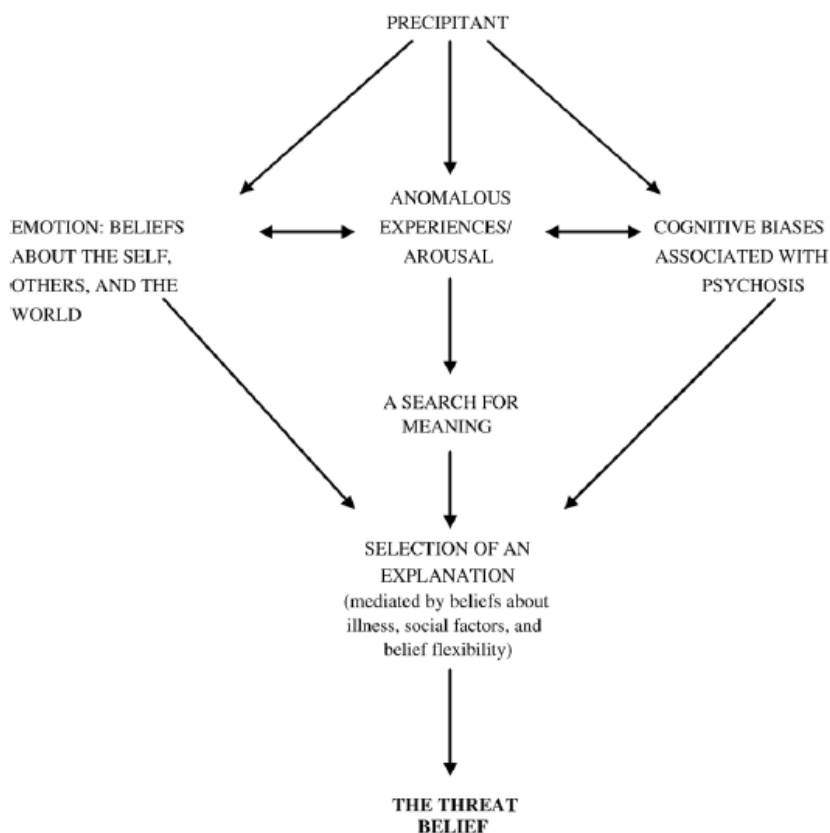 PRECIPITANT
EMOTION: BELIEFS
ABOUT THE SELF,
OTHERS, AND THE
WORLD
ANOMALOUS
EXPERIENCES/
AROUSAL
COGNITIVE BIASES
ASSOCIATED WITH
PSYCHOSIS
A SEARCH FOR
MEANING
SELECTION OF AN
EXPLANATION
(mediated by beliefs about
illness, social factors, and
belief flexibility)
THE THREAT
BELIEF